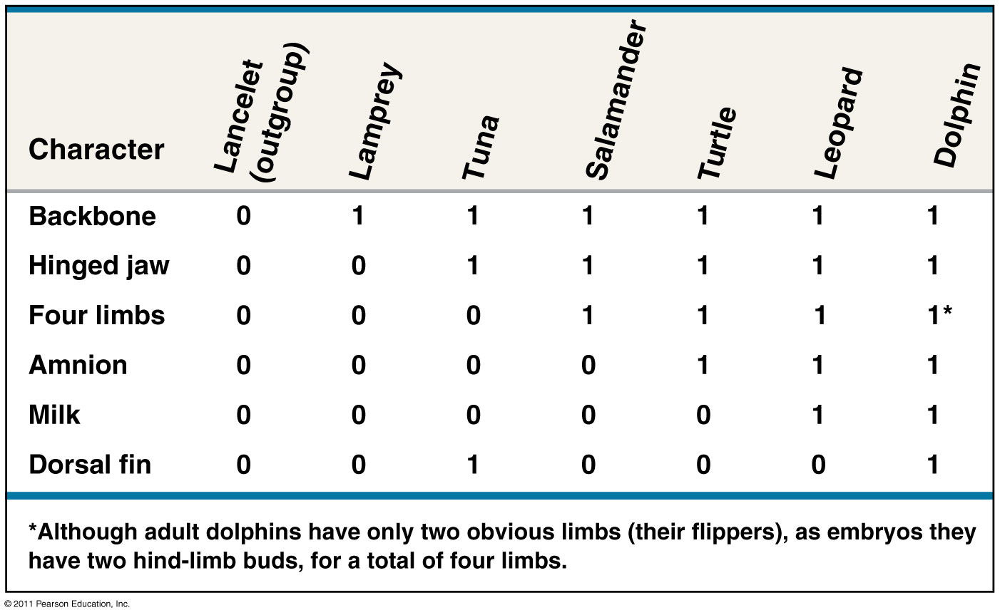 Character Lancelet (outgroup) Lamprey Tuna Salamander Turtle Leopard Dolphin
Backbone 0 1 1 1 1 1 1
Hinged jaw 0 0 1 1 1 1 1
Four limbs 0 0 0 1 1 1 1*
Amnion 0 0 0 0 1 1 1
Milk 0 0 0 0 0 1 1
Dorsal fin 0 0 1 0 0 0 1
*Although adult dolphins have only two obvious limbs (their flippers), as embryos they
have two hind-limb buds, for a total of four limbs.
© 2011 Pearson Education, Inc.